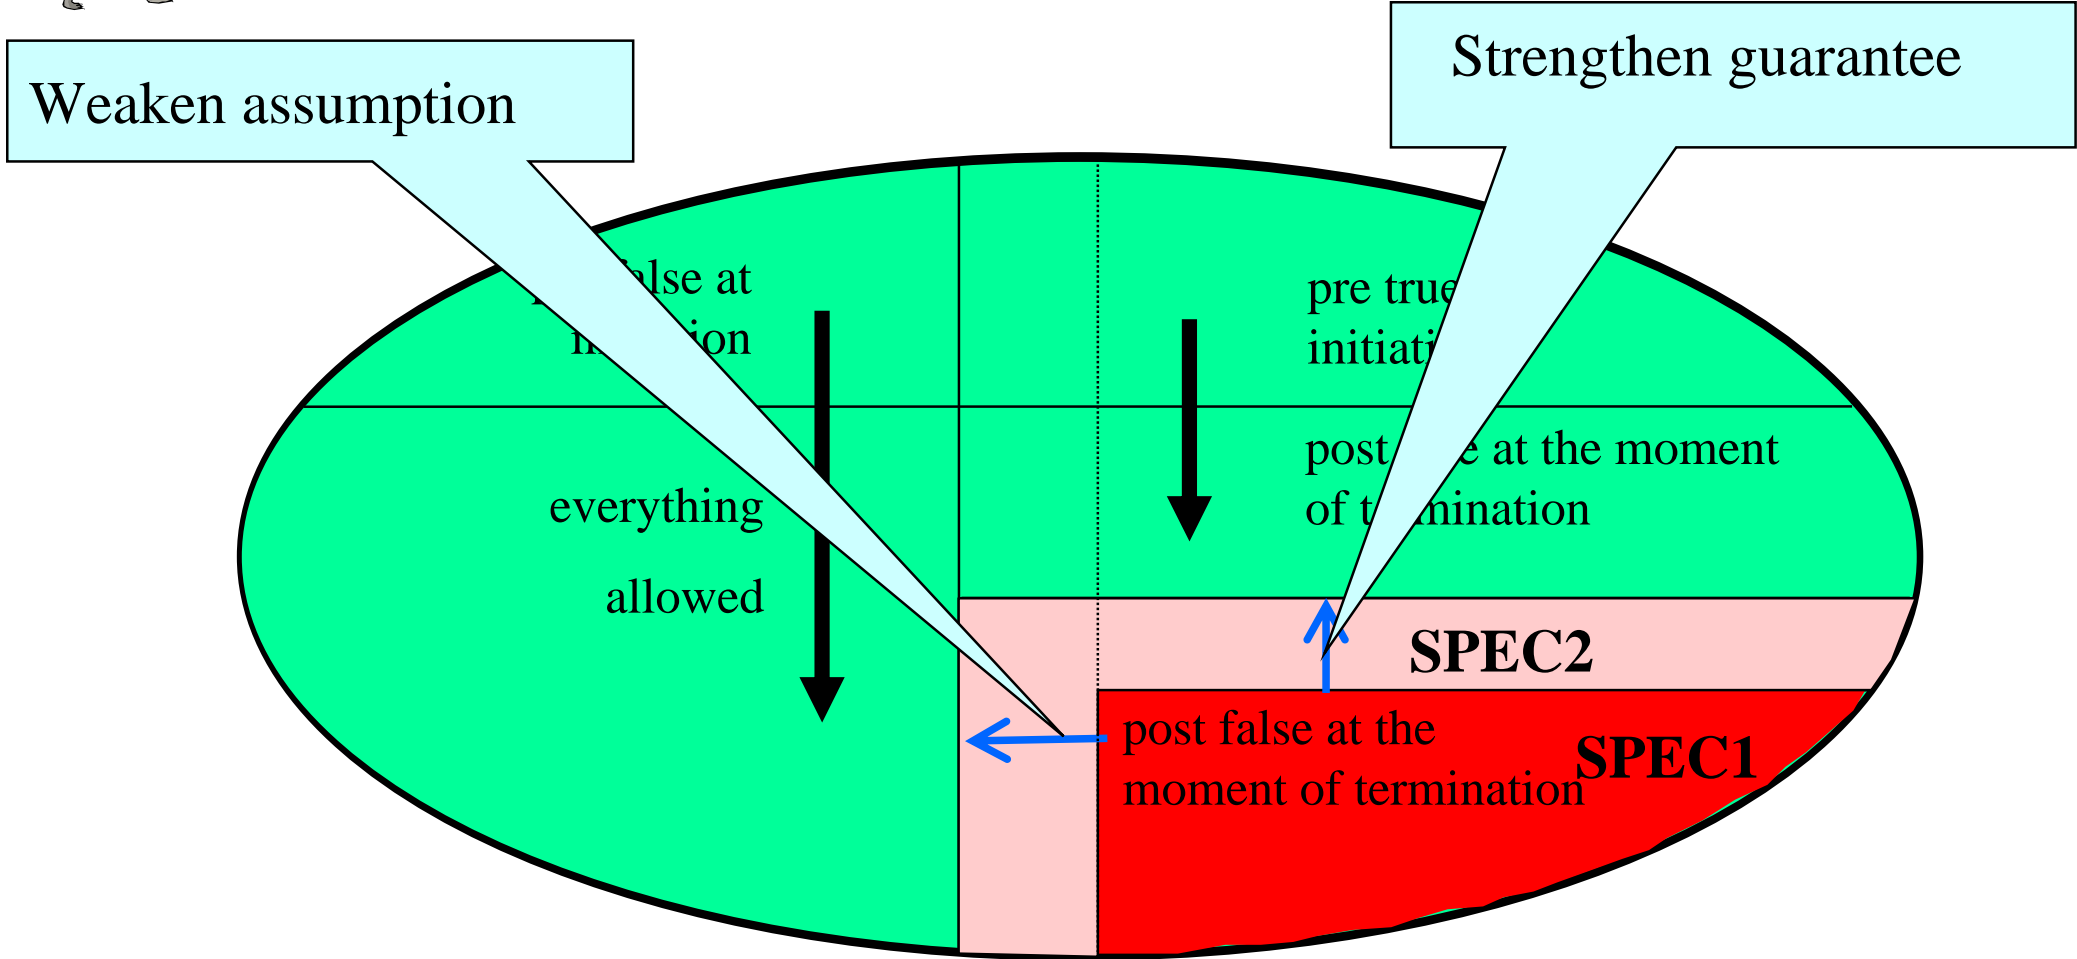 Weaken assumption
Strengthen guarantee
alse at
ion
pre true
initiati
post
e at the moment
of t
mination
everything
allowed
SPEC2
post false at the
moment of termination
SPEC1